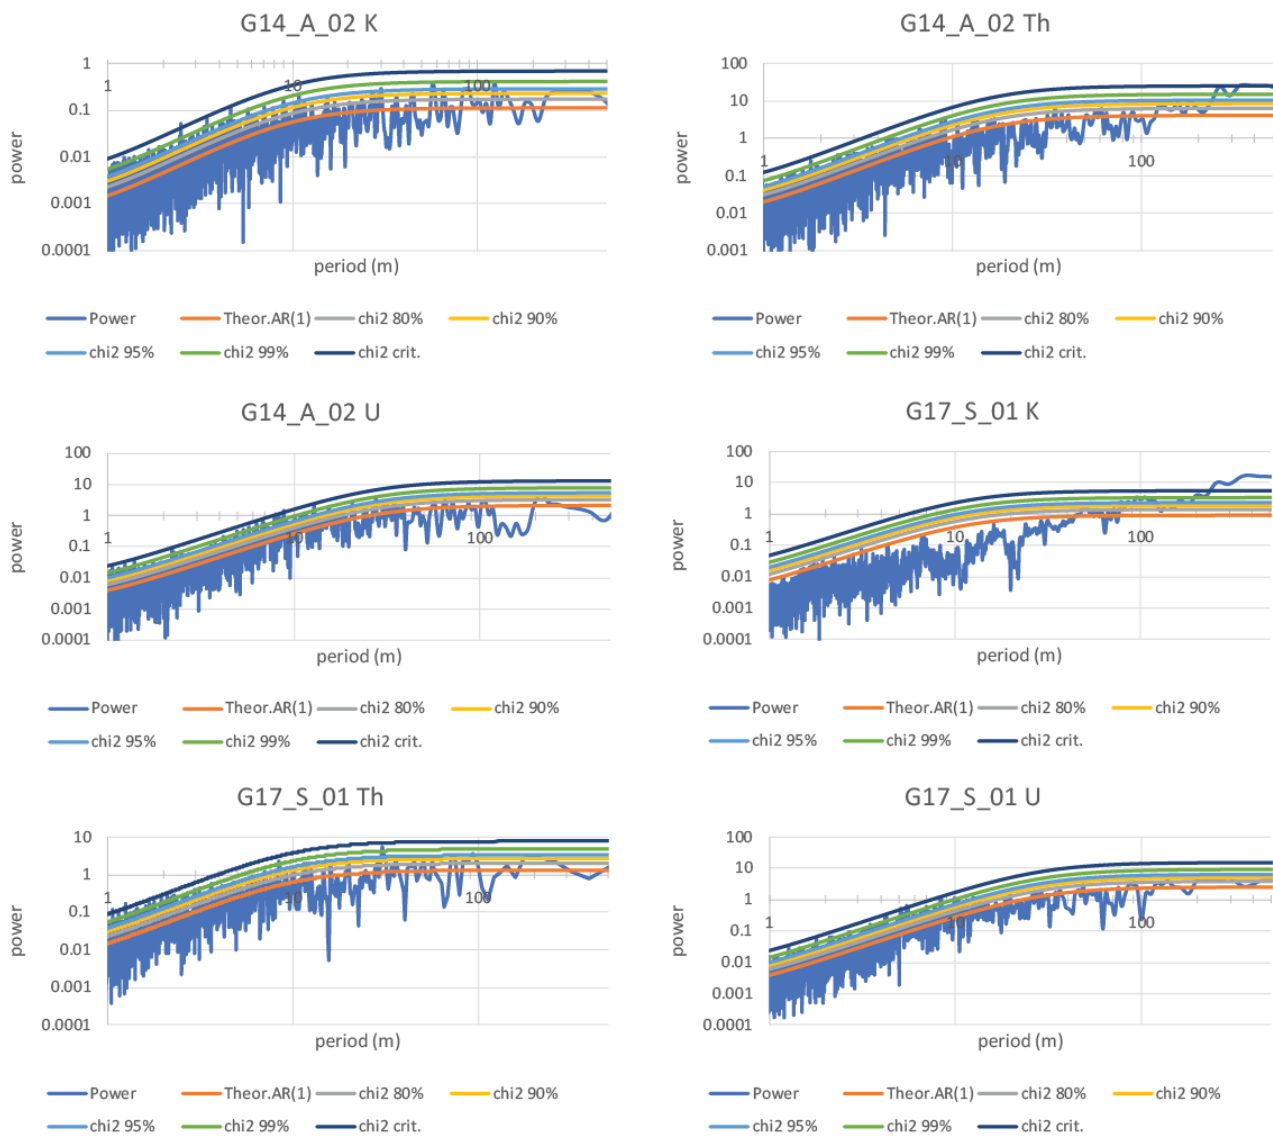 G14_A_02 K
power
1
0.1
0.01
0.001
0.0001
1 10 100
period (m)
Power Theor.AR(1) chi2 80% chi2 90%
chi2 95% chi2 99% chi2 crit.
G14_A_02 Th
power
100
10
1
0.1
0.01
0.001
1 10 100
period (m)
Power Theor.AR(1) chi2 80% chi2 90%
chi2 95% chi2 99% chi2 crit.
G14_A_02 U
power
100
10
1
0.1
0.01
0.001
0.0001
1 10 100
period (m)
Power Theor.AR(1) chi2 80% chi2 90%
chi2 95% chi2 99% chi2 crit.
G17_S_01 K
power
100
10
1
0.1
0.01
0.001
0.0001
1 10 100
period (m)
Power Theor.AR(1) chi2 80% chi2 90%
chi2 95% chi2 99% chi2 crit.
G17_S_01 Th
power
10
1
0.1
0.01
0.001
0.0001
1 10 100
period (m)
Power Theor.AR(1) chi2 80% chi2 90%
chi2 95% chi2 99% chi2 crit.
G17_S_01 U
power
100
10
1
0.1
0.01
0.001
0.0001
1 10 100
period (m)
Power Theor.AR(1) chi2 80% chi2 90%
chi2 95% chi2 99% chi2 crit.